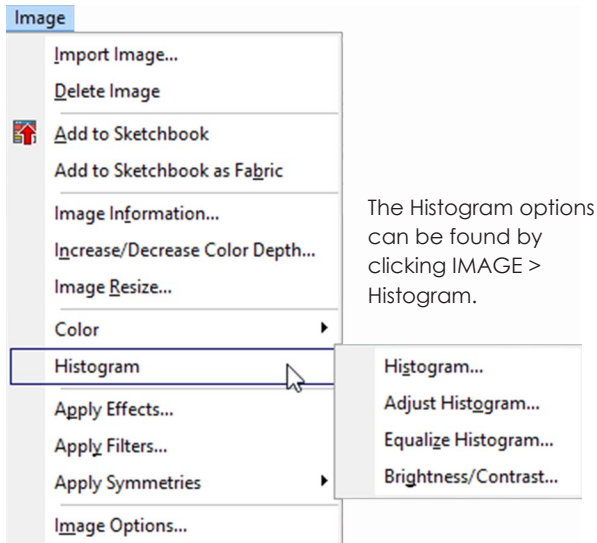 Image
Import Image...
Delete Image
Add to Sketchbook
Add to Sketchbook as Fabric
Image Information...
Increase/Decrease Color Depth...
Image Resize...
Color
Histogram
Apply Effects...
Apply Filters...
Apply Symmetries
Image Options...
The Histogram options
can be found by
clicking IMAGE >
Histogram.
Histogram...
Adjust Histogram...
Equalize Histogram...
Brightness/Contrast...